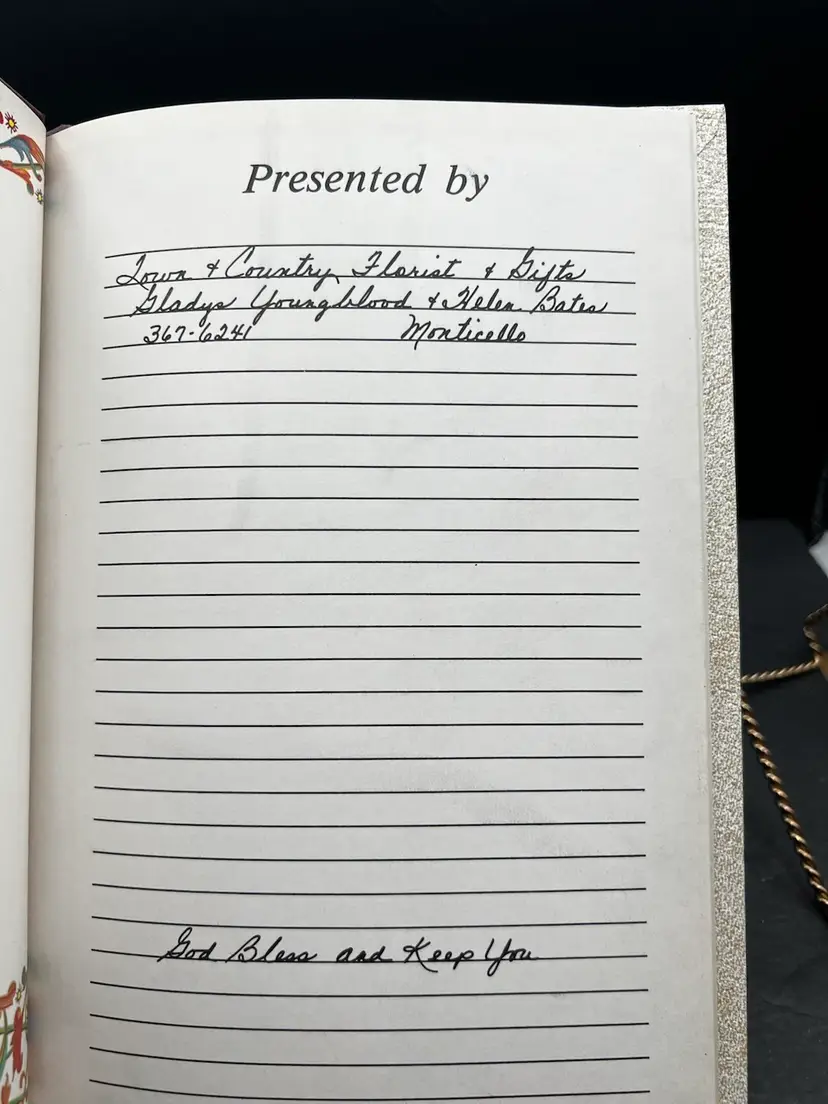 Presented by
Town & Country Florist & Gifts
Gladys Youngblood & Helen Bates
367-6241 Monticello
God Bless and Keep You